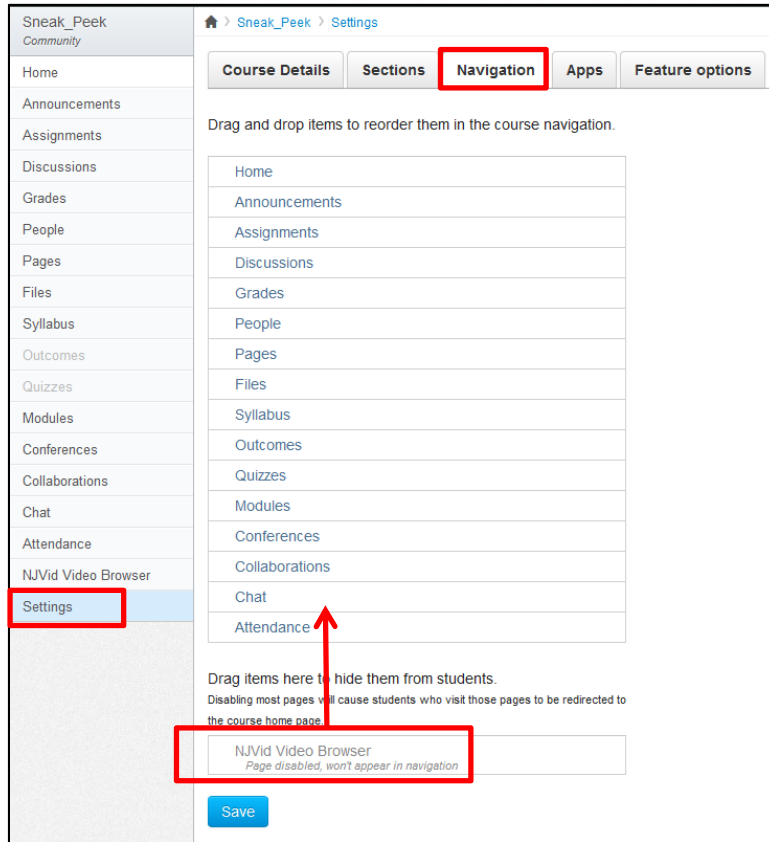 Sneak_Peek
Community
Home
Announcements
Assignments
Discussions
Grades
People
Pages
Files
Syllabus
Outcomes
Quizzes
Modules
Conferences
Collaborations
Chat
Attendance
NJVid Video Browser
Settings
Sneak_Peek > Settings
Course Details Sections Navigation Apps Feature options
Drag and drop items to reorder them in the course navigation.
Home
Announcements
Assignments
Discussions
Grades
People
Pages
Files
Syllabus
Outcomes
Quizzes
Modules
Conferences
Collaborations
Chat
Attendance
Drag items here to hide them from students.
Disabling most pages will cause students who visit those pages to be redirected to
the course home page.
NJVid Video Browser
Page disabled, won't appear in navigation
Save